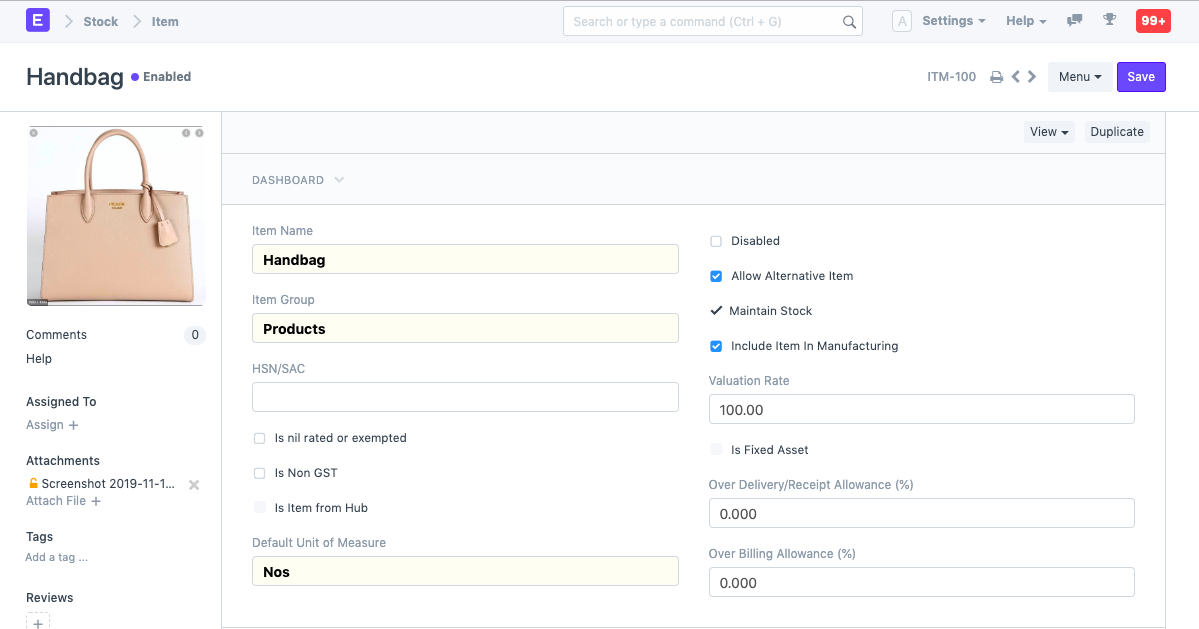 E Stock Item Search or type a command (Ctrl + G) A Settings Help 99+
Handbag Enabled ITM-100 Menu Save
View Duplicate
DASHBOARD
Comments 0
Help
Assigned To
Assign +
Attachments
Screenshot 2019-11-1...
Attach File +
Tags
Add a tag ...
Reviews
+
Item Name
Handbag
Item Group
Products
HSN/SAC
Is nil rated or exempted
Is Non GST
Is Item from Hub
Default Unit of Measure
Nos
Disabled
Allow Alternative Item
Maintain Stock
Include Item In Manufacturing
Valuation Rate
100.00
Is Fixed Asset
Over Delivery/Receipt Allowance (%)
0.000
Over Billing Allowance (%)
0.000